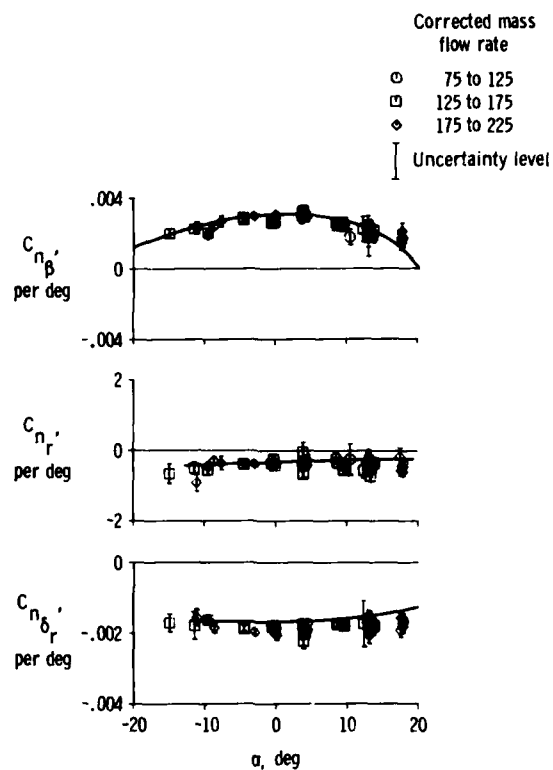 Corrected mass
flow rate
75 to 125
125 to 175
175 to 225
Uncertainty level
.004
C nβ,
per deg
0
-.004
2
C nr,
per deg
0
-2
0
C nδr,
per deg
-.002
-.004
-20 -10 0 10 20
α, deg